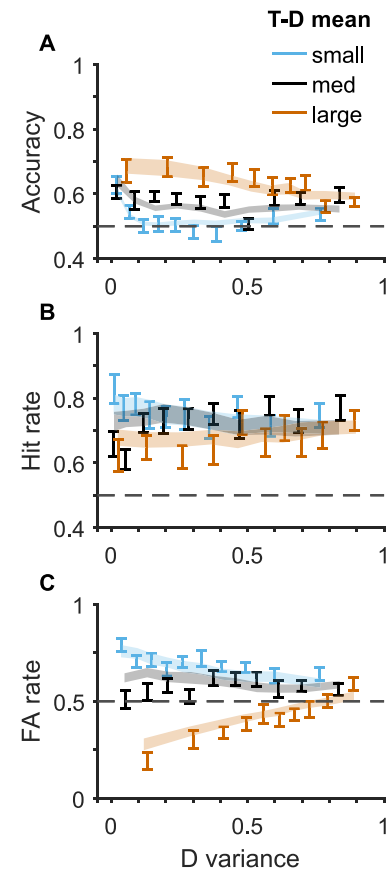 T-D mean
small
med
large
A
1
0.8
0.6
0.4
Accuracy
0
0.5
1
B
1
0.8
0.6
0.4
Hit rate
0
0.5
1
C
1
0.5
0
FA rate
0
0.5
1
D variance